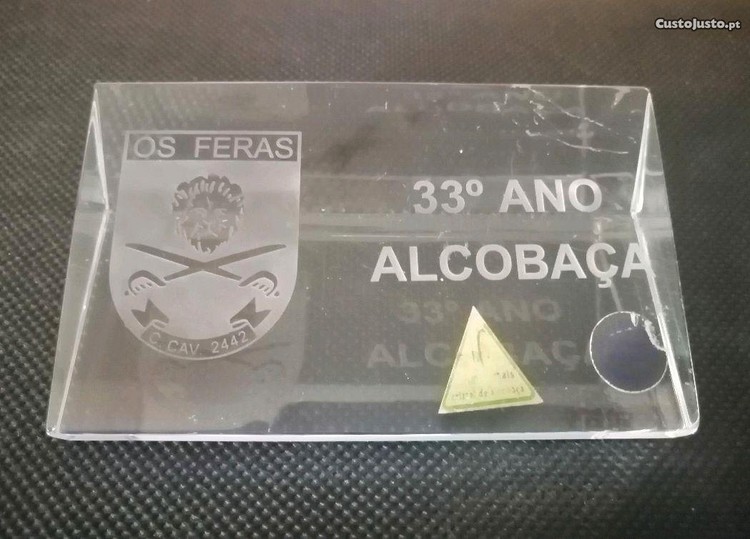 CustoJusto.pt
OS FERAS
C. CAV. 2442
33º ANO
ALCOBAÇA